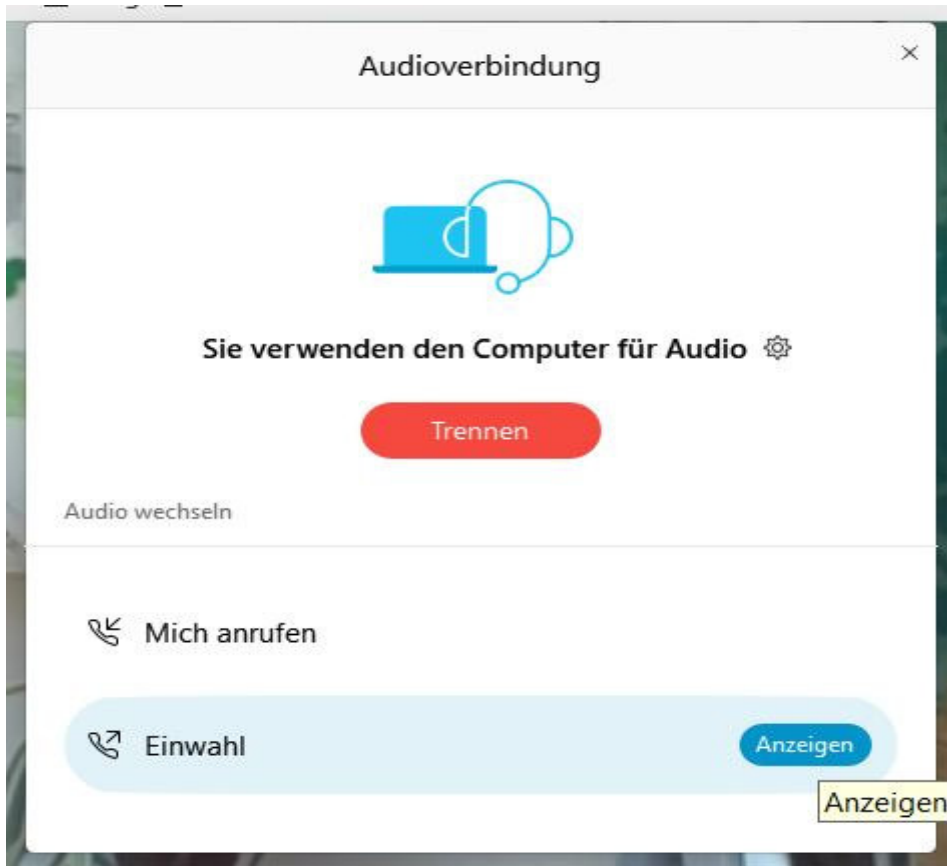 Audioverbindung
Sie verwenden den Computer für Audio
Trennen
Audio wechseln
Mich anrufen
Einwahl
Anzeigen
Anzeigen